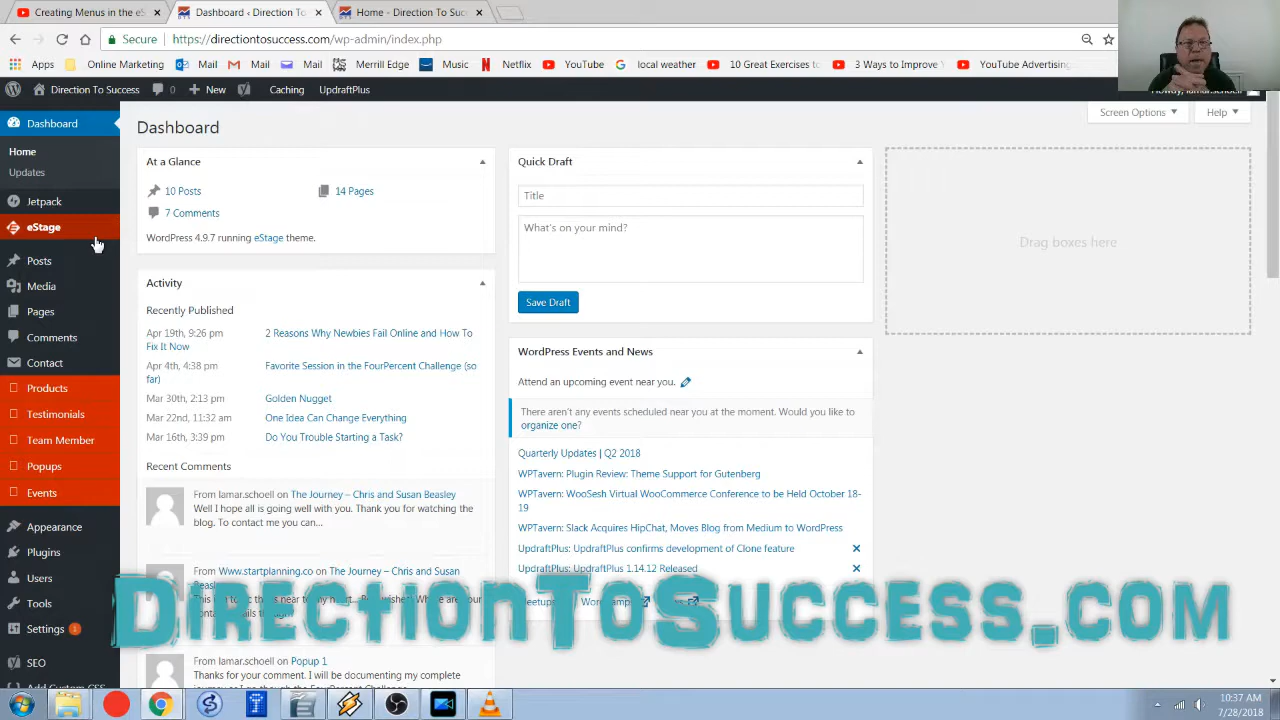 Creating Menus in the eS
Dashboard ‹ Direction To
Home - Direction To Succ
Secure
https://directiontosuccess.com/wp-admin/index.php
Apps
Online Marketing
Mail
Mail
Mail
Merrill Edge
Music
Netflix
YouTube
local weather
10 Great Exercises to
3 Ways to Improve Y
YouTube Advertising
Direction To Success
0
New
Caching
UpdraftPlus
Howdy, lamar.schoell
Dashboard
Home
Updates
Jetpack
eStage
Posts
Media
Pages
Comments
Contact
Products
Testimonials
Team Member
Popups
Events
Appearance
Plugins
Users
Tools
Settings 1
SEO
Add Custom CSS
Dashboard
Screen Options
Help
At a Glance
10 Posts
14 Pages
7 Comments
WordPress 4.9.7 running eStage theme.
Activity
Recently Published
Apr 19th, 9:26 pm 2 Reasons Why Newbies Fail Online and How To
Fix It Now
Apr 4th, 4:38 pm Favorite Session in the FourPercent Challenge (so
far)
Mar 30th, 2:13 pm Golden Nugget
Mar 22nd, 11:32 am One Idea Can Change Everything
Mar 16th, 3:39 pm Do You Trouble Starting a Task?
Recent Comments
From lamar.schoell on The Journey – Chris and Susan Beasley
Well I hope all is going well with you. Thank you for watching the
blog. To contact me you can...
From Www.startplanning.co on The Journey – Chris and Susan
From lamar.schoell on Popup 1
Thanks for your comment. I will be documenting my complete
Quick Draft
Title
What's on your mind?
Save Draft
WordPress Events and News
Attend an upcoming event near you.
There aren't any events scheduled near you at the moment. Would you like to
organize one?
Quarterly Updates | Q2 2018
WPTavern: Plugin Review: Theme Support for Gutenberg
WPTavern: WooSesh Virtual WooCommerce Conference to be Held October 18-
19
WPTavern: Slack Acquires HipChat, Moves Blog from Medium to WordPress
UpdraftPlus: UpdraftPlus confirms development of Clone feature
UpdraftPlus: UpdraftPlus 1.14.12 Released
Drag boxes here
DirectionToSuccess.com
10:37 AM
7/28/2018